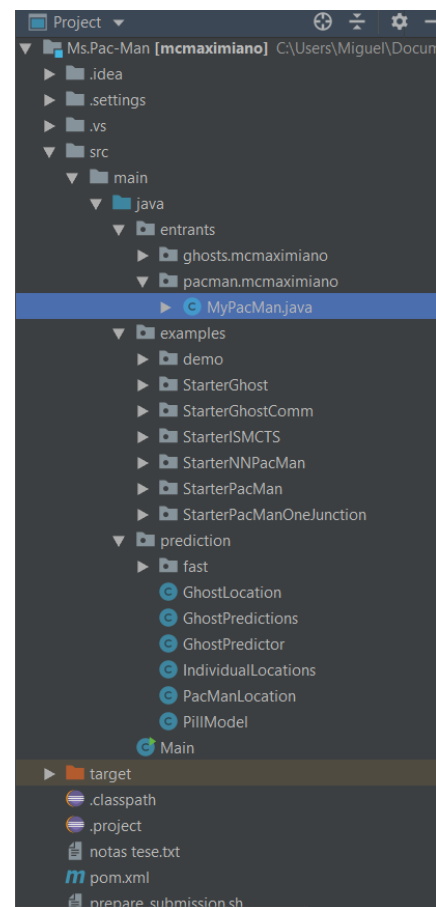 Project
Ms.Pac-Man [mcmaximiano] C:\Users\Miguel\Docum
.idea
.settings
.vs
src
main
java
entrants
ghosts.mcmaximiano
pacman.mcmaximiano
MyPacMan.java
examples
demo
StarterGhost
StarterGhostComm
StarterISMCTS
StarterNNPacMan
StarterPacMan
StarterPacManOneJunction
prediction
fast
GhostLocation
GhostPredictions
GhostPredictor
IndividualLocations
PacManLocation
PillModel
Main
target
.classpath
.project
notas tese.txt
pom.xml
prepare_submission.sh